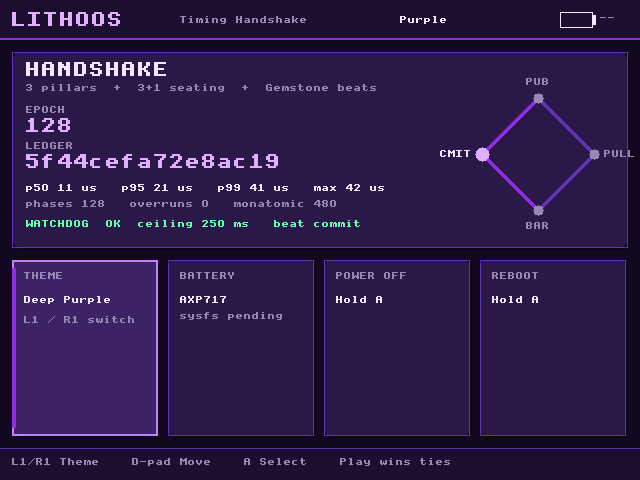 LITHOOS Timing Handshake Purple --
HANDSHAKE
3 pillars + 3+1 seating + Gemstone beats
EPOCH
128
LEDGER
5f44cefa72e8ac19
p50 11 us p95 21 us p99 41 us max 42 us
phases 128 overruns 0 monatomic 480
WATCHDOG OK ceiling 250 ms beat commit
PUB
CMIT
PULL
BAR
THEME
Deep Purple
L1 / R1 switch
BATTERY
AXP717
sysfs pending
POWER OFF
Hold A
REBOOT
Hold A
L1/R1 Theme D-pad Move A Select Play wins ties